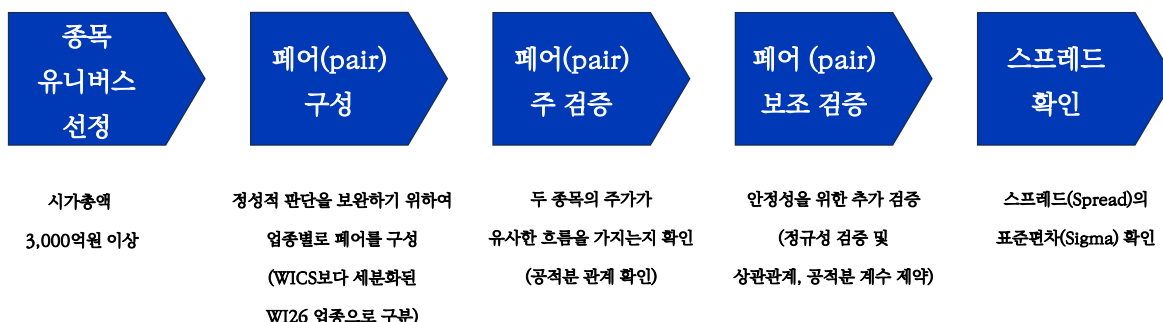 종목
유니버스
선정
페어(pair)
구성
페어(pair)
주 검증
페어 (pair)
보조 검증
스프레드
확인
시가총액
3,000억원 이상
정성적 판단을 보완하기 위하여
업종별로 페어를 구성
(WICS보다 세분화된
WI26 업종으로 구분)
두 종목의 주가가
유사한 흐름을 가지는지 확인
(공적분 관계 확인)
안정성을 위한 추가 검증
(정규성 검증 및
상관관계, 공적분 계수 제약)
스프레드(Spread)의
표준편차(Sigma) 확인